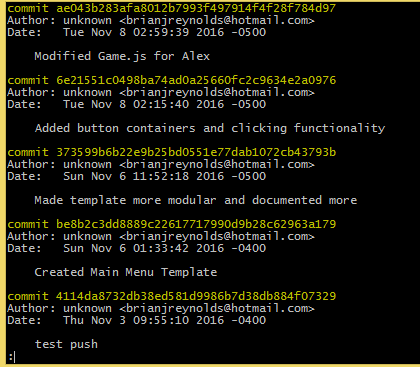 commit ae043b283afa8012b7993f497914f4f28f784d97
Author: unknown <brianjreynolds@hotmail.com>
Date:   Tue Nov 8 02:59:39 2016 -0500
Modified Game.js for Alex
commit 6e21551c0498ba74ad0a25660fc2c9634e2a0976
Author: unknown <brianjreynolds@hotmail.com>
Date:   Tue Nov 8 02:15:40 2016 -0500
Added button containers and clicking functionality
commit 373599b6b22e9b25bd0551e77dab1072cb43793b
Author: unknown <brianjreynolds@hotmail.com>
Date:   Sun Nov 6 11:52:18 2016 -0500
Made template more modular and documented more
commit be8b2c3dd8889c22617717990d9b28c62963a179
Author: unknown <brianjreynolds@hotmail.com>
Date:   Sun Nov 6 01:33:42 2016 -0400
Created Main Menu Template
commit 4114da8732db38ed581d9986b7d38db884f07329
Author: unknown <brianjreynolds@hotmail.com>
Date:   Thu Nov 3 09:55:10 2016 -0400
test push
: